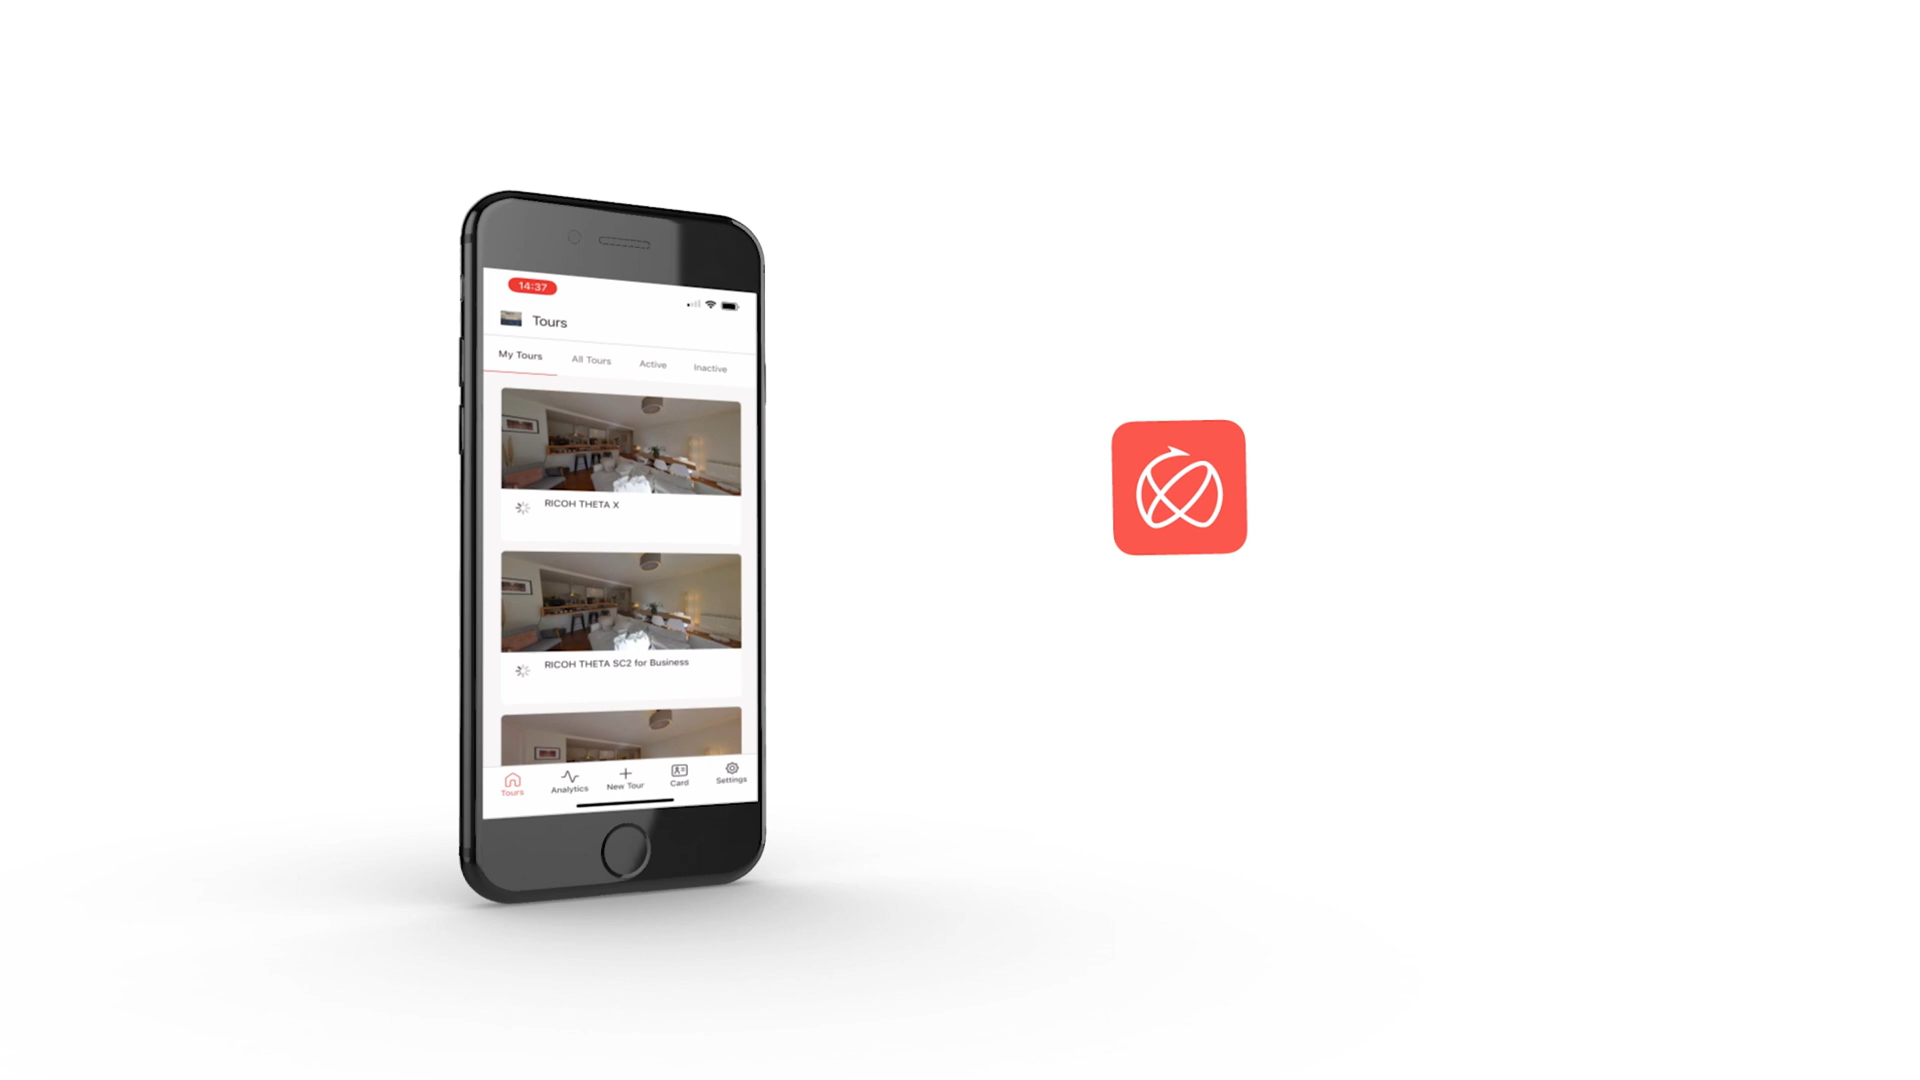 14:37
Tours
My Tours All Tours Active Inactive
RICOH THETA X
RICOH THETA SC2 for Business
Tours Analytics New Tour Card Settings